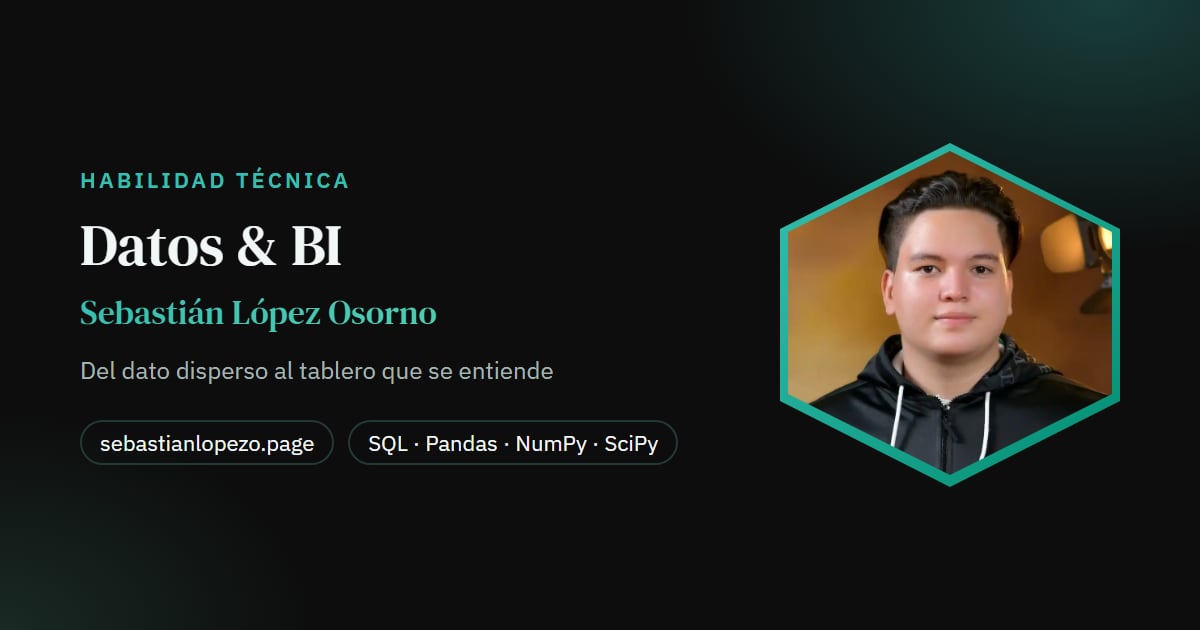 HABILIDAD TÉCNICA
Datos & BI
Sebastián López Osorno
Del dato disperso al tablero que se entiende
sebastianlopezo.page
SQL · Pandas · NumPy · SciPy